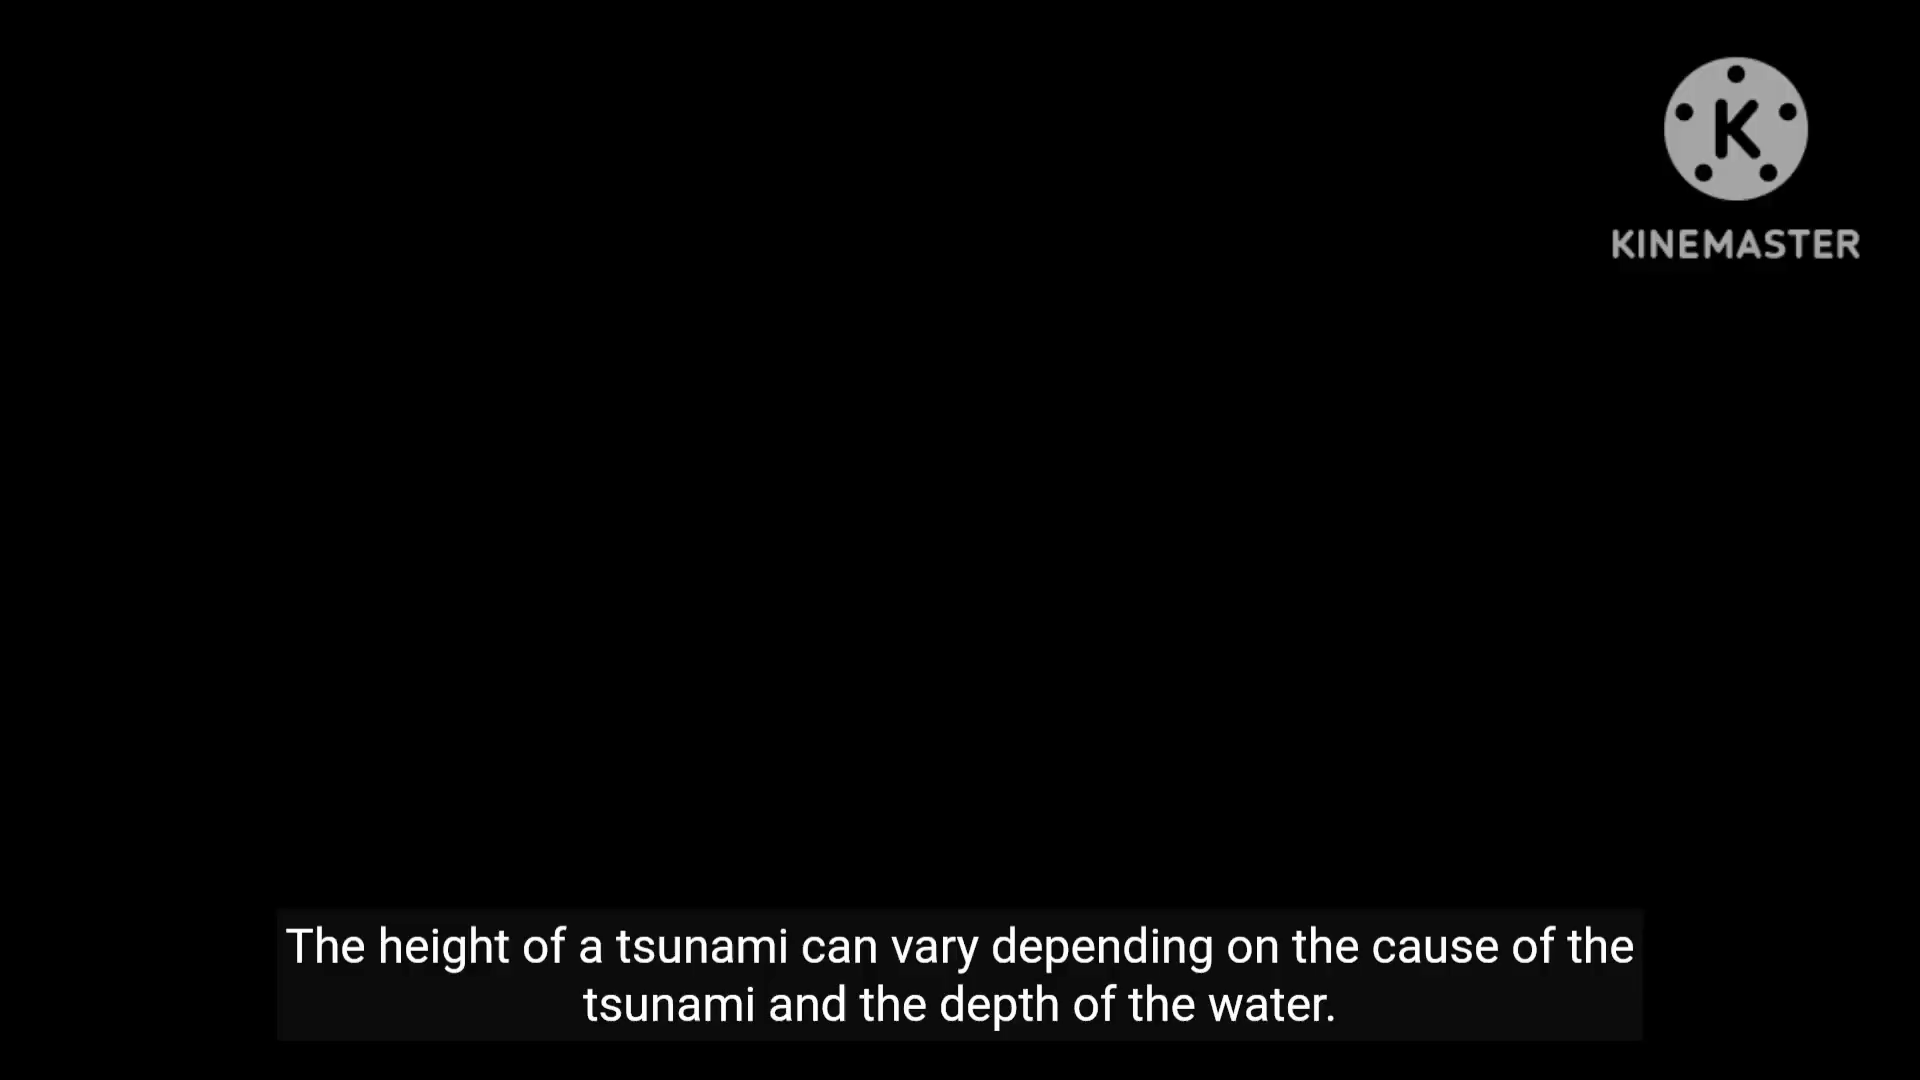 K
KINEMASTER
The height of a tsunami can vary depending on the cause of the
tsunami and the depth of the water.